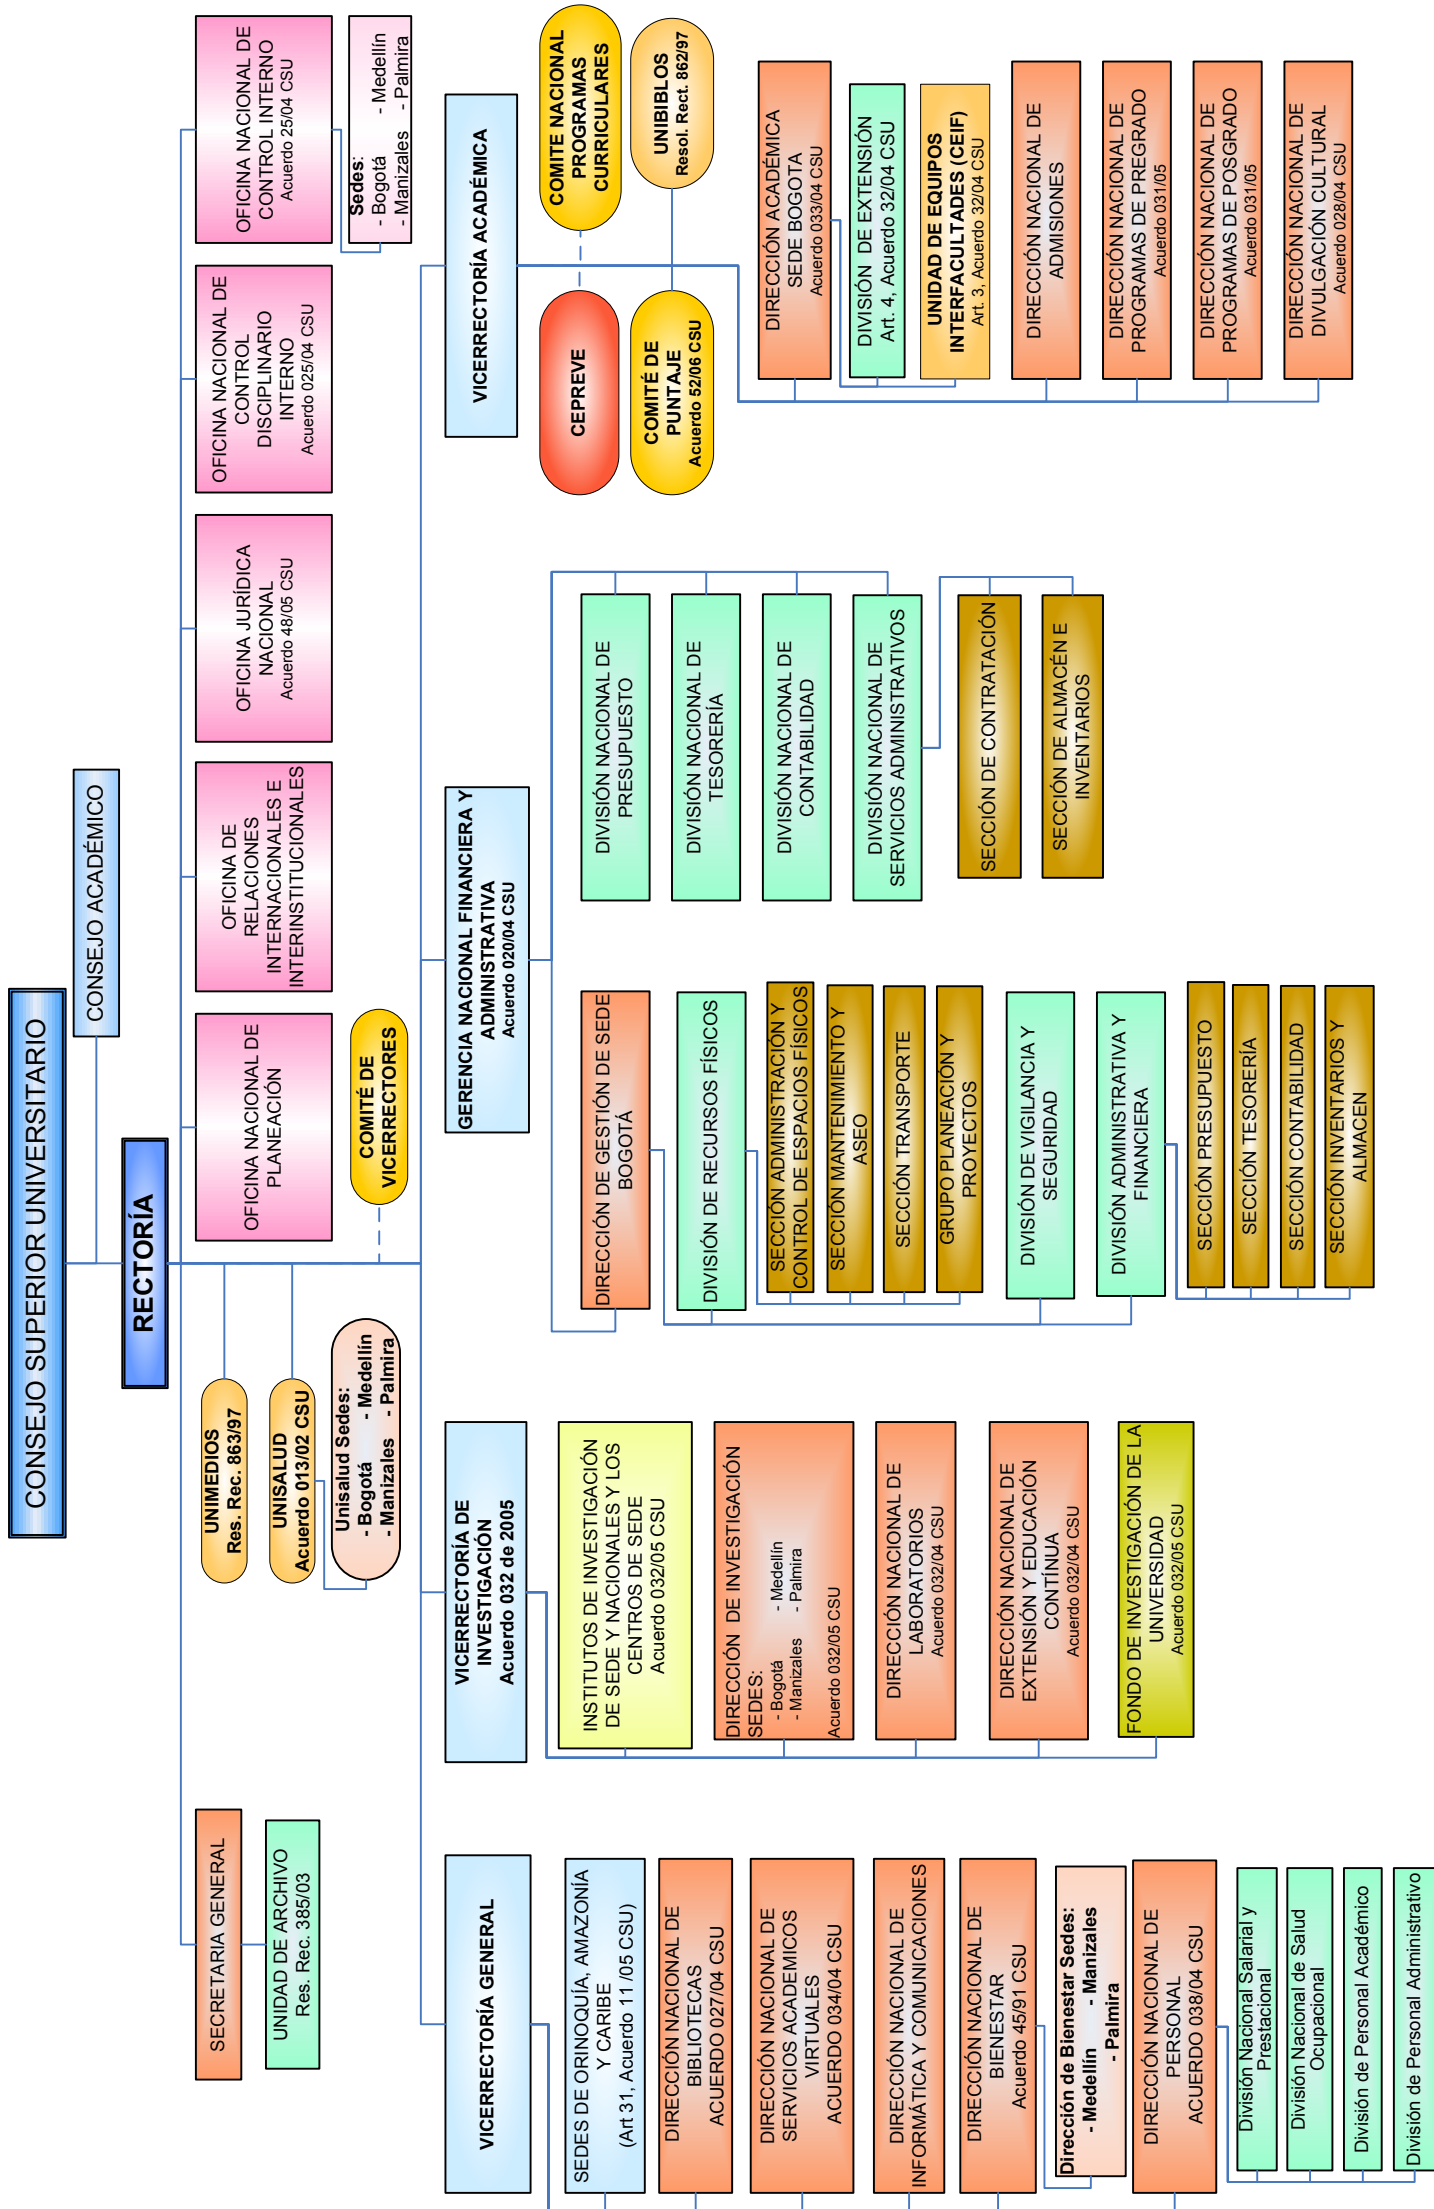 CONSEJO SUPERIOR UNIVERSITARIO
CONSEJO ACADÉMICO
RECTORÍA
SECRETARIA GENERAL
UNIDAD DE ARCHIVO
Res. Rec. 385/03
UNIMEDIOS
Res. Rec. 863/97
UNISALUD
Acuerdo 013/02 CSU
Unisalud Sedes:
- Bogotá - Medellín
- Manizales - Palmira
OFICINA NACIONAL DE
PLANEACIÓN
OFICINA DE
RELACIONES
INTERNACIONALES E
INTERINSTITUCIONALES
OFICINA JURÍDICA
NACIONAL
Acuerdo 48/05 CSU
OFICINA NACIONAL DE
CONTROL
DISCIPLINARIO
INTERNO
Acuerdo 025/04 CSU
OFICINA NACIONAL DE
CONTROL INTERNO
Acuerdo 25/04 CSU
Sedes:
- Bogotá - Medellín
- Manizales - Palmira
COMITÉ DE
VICERRECTORES
VICERRECTORÍA GENERAL
SEDES DE ORINOQUÍA, AMAZONÍA
Y CARIBE
(Art 31, Acuerdo 11 /05 CSU)
DIRECCIÓN NACIONAL DE
BIBLIOTECAS
ACUERDO 027/04 CSU
DIRECCIÓN NACIONAL DE
SERVICIOS ACADEMICOS
VIRTUALES
ACUERDO 034/04 CSU
DIRECCIÓN NACIONAL DE
INFORMÁTICA Y COMUNICACIONES
DIRECCIÓN NACIONAL DE
BIENESTAR
Acuerdo 45/91 CSU
Dirección de Bienestar Sedes:
- Medellín - Manizales
- Palmira
DIRECCIÓN NACIONAL DE
PERSONAL
ACUERDO 038/04 CSU
División Nacional Salarial y
Prestacional
División Nacional de Salud
Ocupacional
División de Personal Académico
División de Personal Administrativo
VICERRECTORÍA DE
INVESTIGACIÓN
Acuerdo 032 de 2005
INSTITUTOS DE INVESTIGACIÓN
DE SEDE Y NACIONALES Y LOS
CENTROS DE SEDE
Acuerdo 032/05 CSU
DIRECCIÓN DE INVESTIGACIÓN
SEDES:
- Bogotá - Medellín
- Manizales - Palmira
Acuerdo 032/05 CSU
DIRECCIÓN NACIONAL DE
LABORATORIOS
Acuerdo 032/04 CSU
DIRECCIÓN NACIONAL DE
EXTENSIÓN Y EDUCACIÓN
CONTÍNUA
Acuerdo 032/04 CSU
FONDO DE INVESTIGACIÓN DE LA
UNIVERSIDAD
Acuerdo 032/05 CSU
GERENCIA NACIONAL FINANCIERA Y
ADMINISTRATIVA
Acuerdo 020/04 CSU
DIRECCIÓN DE GESTIÓN DE SEDE
BOGOTÁ
DIVISIÓN DE RECURSOS FÍSICOS
SECCIÓN ADMINISTRACIÓN Y
CONTROL DE ESPACIOS FÍSICOS
SECCIÓN MANTENIMIENTO Y
ASEO
SECCIÓN TRANSPORTE
GRUPO PLANEACIÓN Y
PROYECTOS
DIVISIÓN DE VIGILANCIA Y
SEGURIDAD
DIVISIÓN ADMINISTRATIVA Y
FINANCIERA
SECCIÓN PRESUPUESTO
SECCIÓN TESORERÍA
SECCIÓN CONTABILIDAD
SECCIÓN INVENTARIOS Y
ALMACEN
DIVISIÓN NACIONAL DE
PRESUPUESTO
DIVISIÓN NACIONAL DE
TESORERÍA
DIVISIÓN NACIONAL DE
CONTABILIDAD
DIVISIÓN NACIONAL DE
SERVICIOS ADMINISTRATIVOS
SECCIÓN DE CONTRATACIÓN
SECCIÓN DE ALMACÉN E
INVENTARIOS
VICERRECTORÍA ACADÉMICA
CEPREVE
COMITE NACIONAL
PROGRAMAS
CURRICULARES
COMITÉ DE
PUNTAJE
Acuerdo 52/06 CSU
UNIBIBLOS
Resol. Rect. 862/97
DIRECCIÓN ACADÉMICA
SEDE BOGOTA
Acuerdo 033/04 CSU
DIVISIÓN DE EXTENSIÓN
Art. 4, Acuerdo 32/04 CSU
UNIDAD DE EQUIPOS
INTERFACULTADES (CEIF)
Art. 3, Acuerdo 32/04 CSU
DIRECCIÓN NACIONAL DE
ADMISIONES
DIRECCIÓN NACIONAL DE
PROGRAMAS DE PREGRADO
Acuerdo 031/05
DIRECCIÓN NACIONAL DE
PROGRAMAS DE POSGRADO
Acuerdo 031/05
DIRECCIÓN NACIONAL DE
DIVULGACIÓN CULTURAL
Acuerdo 028/04 CSU